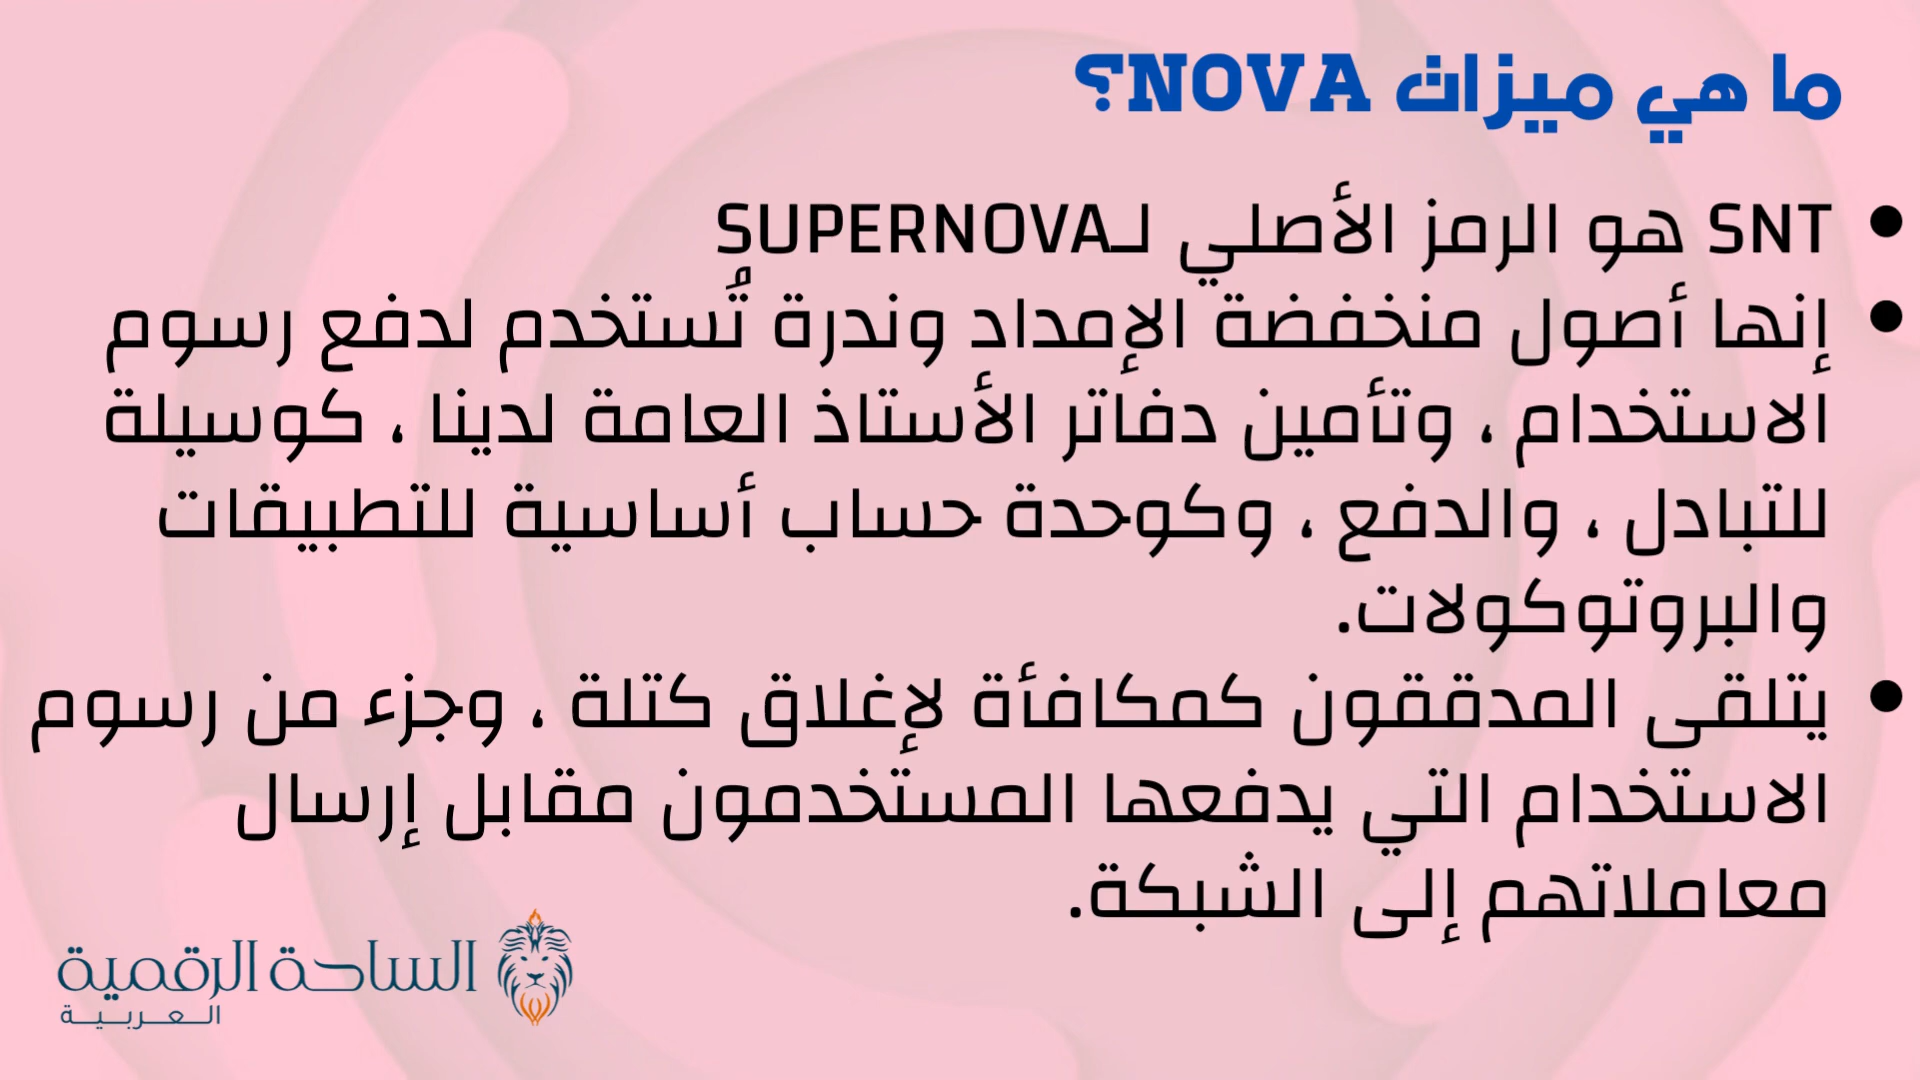 ما هي ميزات NOVA؟
• SNT هو الرمز الأصلي لـSUPERNOVA
• إنها أصول منخفضة الإمداد وندرة تُستخدم لدفع رسوم
الاستخدام ، وتأمين دفاتر الأستاذ العامة لدينا ، كوسيلة
للتبادل ، والدفع ، وكوحدة حساب أساسية للتطبيقات
والبروتوكولات.
• يتلقى المدققون كمكافأة لإغلاق كتلة ، وجزء من رسوم
الاستخدام التي يدفعها المستخدمون مقابل إرسال
معاملاتهم إلى الشبكة.
الساحة الرقمية
العربية